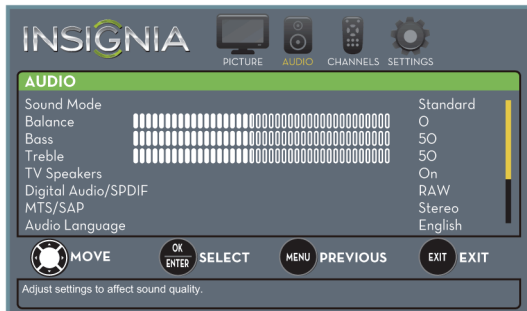 INSIGNIA
PICTURE AUDIO CHANNELS SETTINGS
AUDIO
Sound Mode Standard
Balance 0
Bass 50
Treble 50
TV Speakers On
Digital Audio/SPDIF RAW
MTS/SAP Stereo
Audio Language English
MOVE OK ENTER SELECT MENU PREVIOUS EXIT EXIT
Adjust settings to affect sound quality.